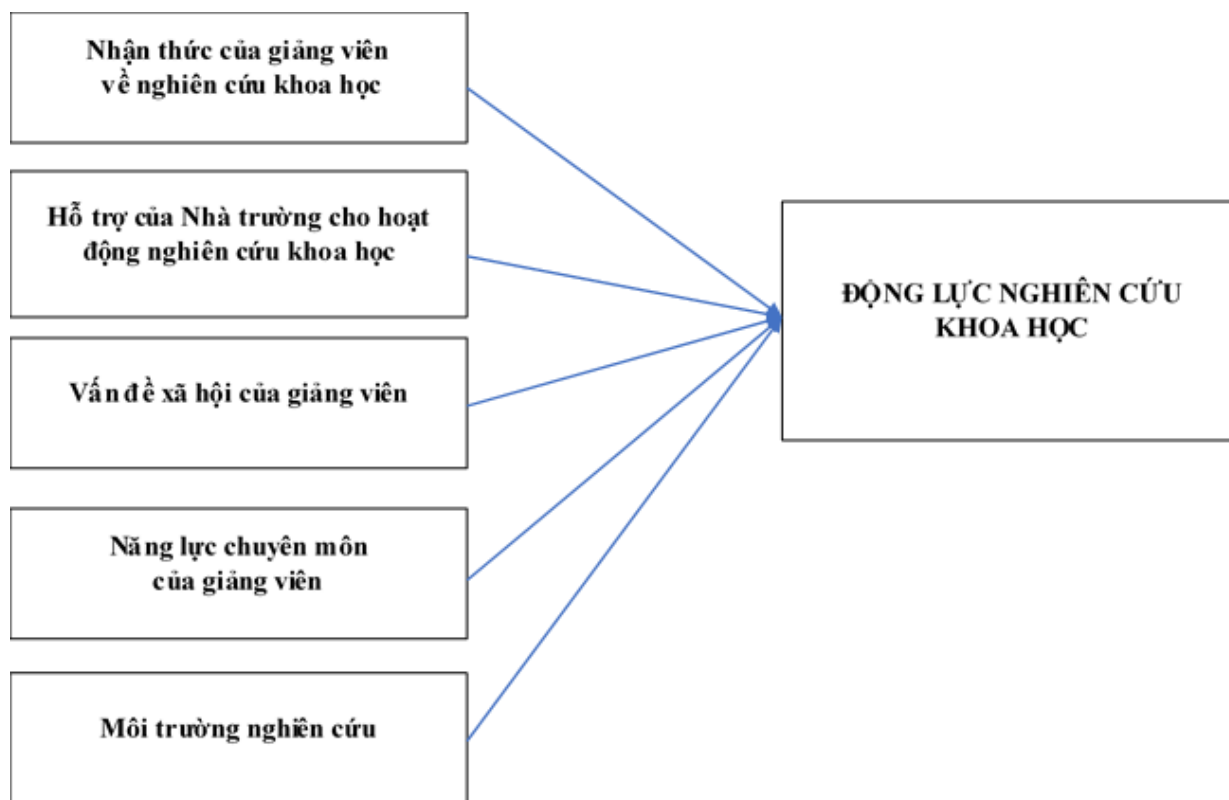 Nhận thức của giảng viên
về nghiên cứu khoa học
Hỗ trợ của Nhà trường cho hoạt
động nghiên cứu khoa học
Vấn đề xã hội của giảng viên
Năng lực chuyên môn
của giảng viên
Môi trường nghiên cứu
ĐỘNG LỰC NGHIÊN CỨU
KHOA HỌC